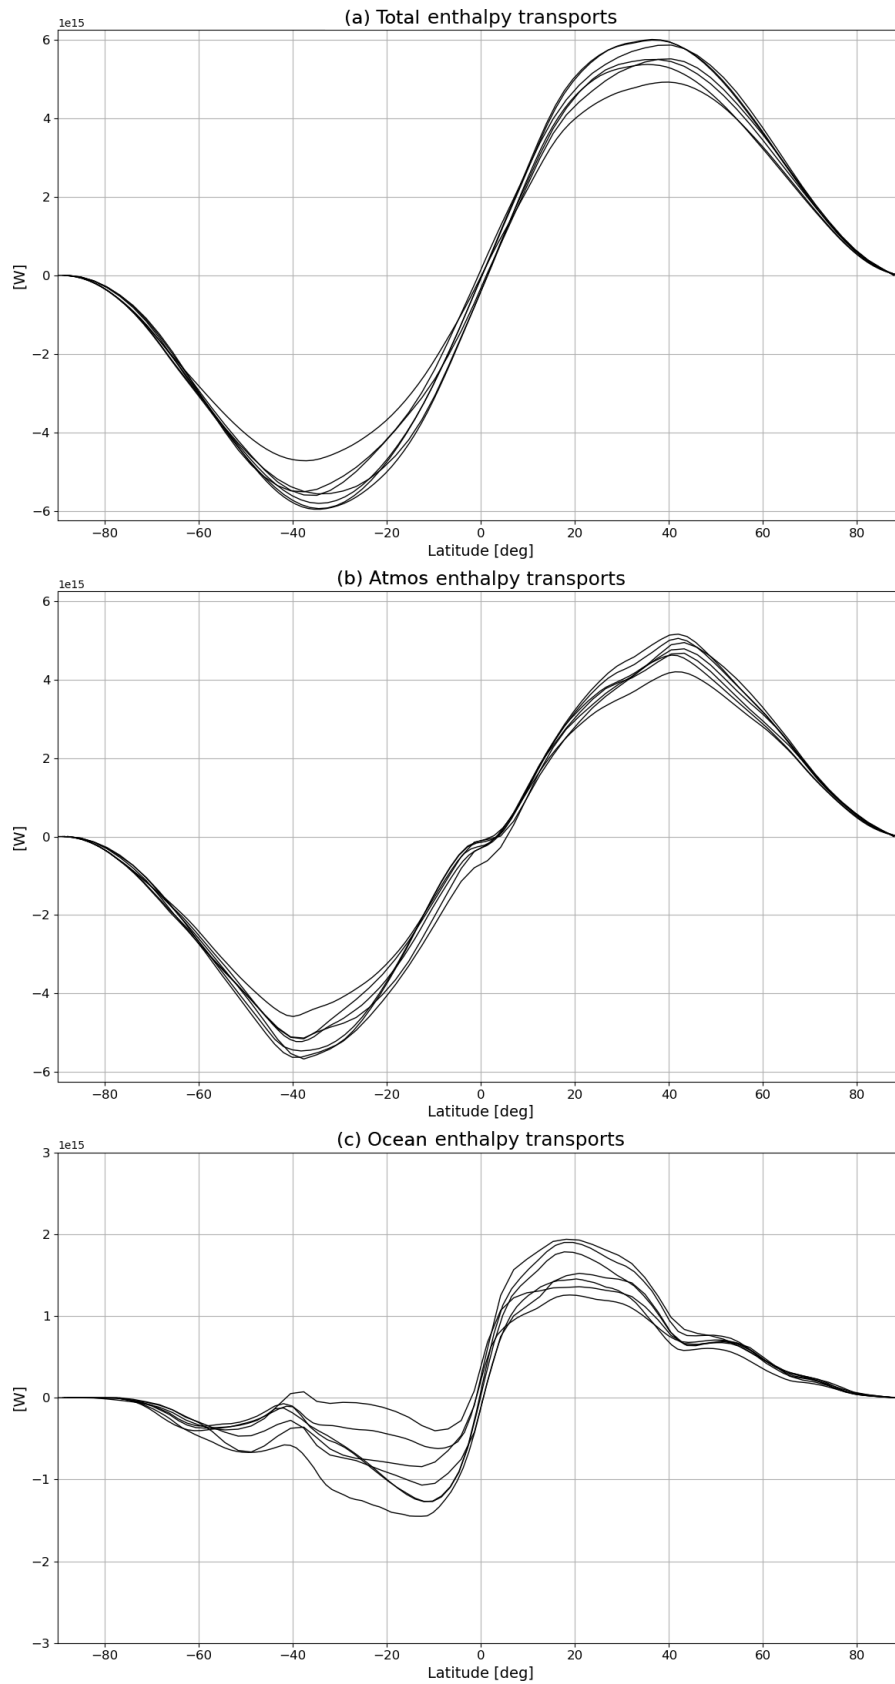 (a) Total enthalpy transports
1e15
6
4
2
0
−2
−4
−6
[W]
−80 −60 −40 −20 0 20 40 60 80
Latitude [deg]
(b) Atmos enthalpy transports
1e15
6
4
2
0
−2
−4
−6
[W]
−80 −60 −40 −20 0 20 40 60 80
Latitude [deg]
(c) Ocean enthalpy transports
1e15
3
2
1
0
−1
−2
−3
[W]
−80 −60 −40 −20 0 20 40 60 80
Latitude [deg]